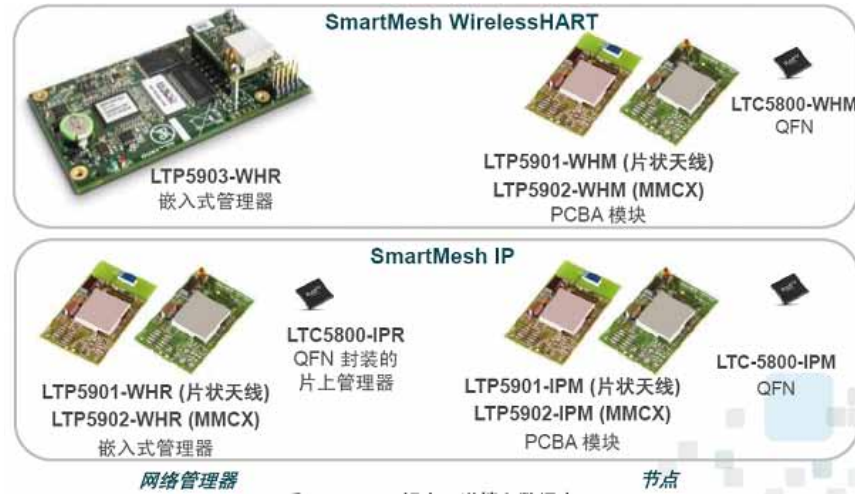 SmartMesh WirelessHART
LTP5903-WHR
嵌入式管理器
LTP5901-WHM (片状天线)
LTP5902-WHM (MMCX)
PCBA 模块
LTC5800-WHM
QFN
SmartMesh IP
LTP5901-WHR (片状天线)
LTP5902-WHR (MMCX)
嵌入式管理器
LTC5800-IPR
QFN 封装的
片上管理器
LTP5901-IPM (片状天线)
LTP5902-IPM (MMCX)
PCBA 模块
LTC-5800-IPM
QFN
网络管理器
节点